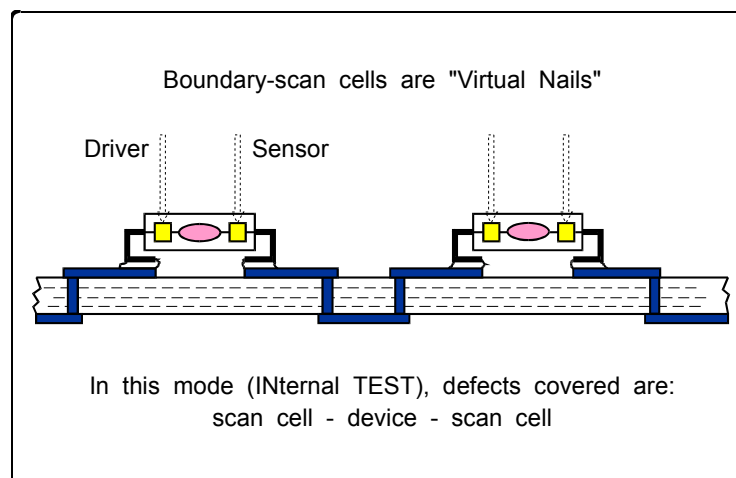 Boundary-scan cells are "Virtual Nails"
Driver Sensor
In this mode (INternal TEST), defects covered are:
scan cell - device - scan cell